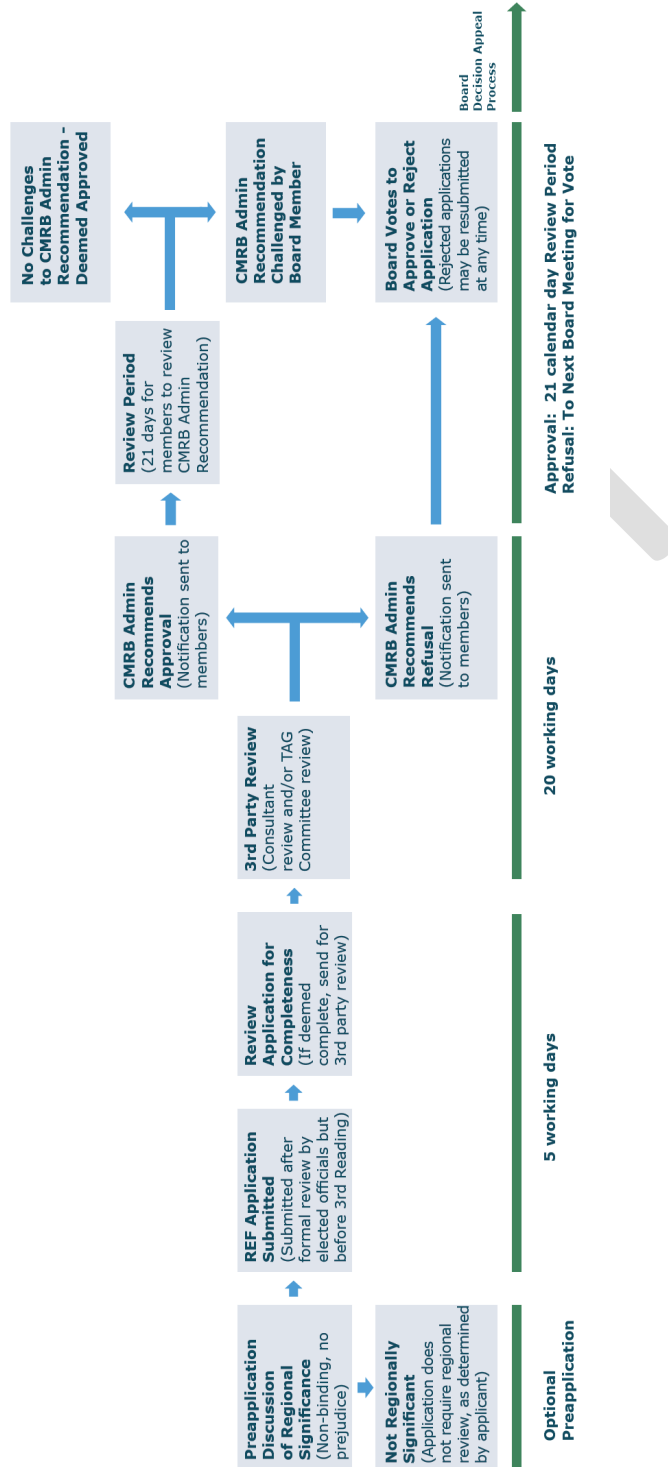 Preapplication
Discussion
of Regional
Significance
(Non-binding, no
prejudice)
Not Regionally
Significant
(Application does
not require regional
review, as determined
by applicant)
REF Application
Submitted
(Submitted after
formal review by
elected officials but
before 3rd Reading)
Review
Application for
Completeness
(If deemed
complete, send for
3rd party review)
3rd Party Review
(Consultant
review and/or TAG
Committee review)
CMRB Admin
Recommends
Approval
(Notification sent to
members)
CMRB Admin
Recommends
Refusal
(Notification sent
to members)
Review Period
(21 days for
members to review
CMRB Admin
Recommendation)
No Challenges
to CMRB Admin
Recommendation –
Deemed Approved
CMRB Admin
Recommendation
Challenged by
Board Member
Board Votes to
Approve or Reject
Application
(Rejected applications
may be resubmitted
at any time)
Board
Decision Appeal
Process
Optional
Preapplication
5 working days
20 working days
Approval:  21 calendar day Review Period
Refusal: To Next Board Meeting for Vote